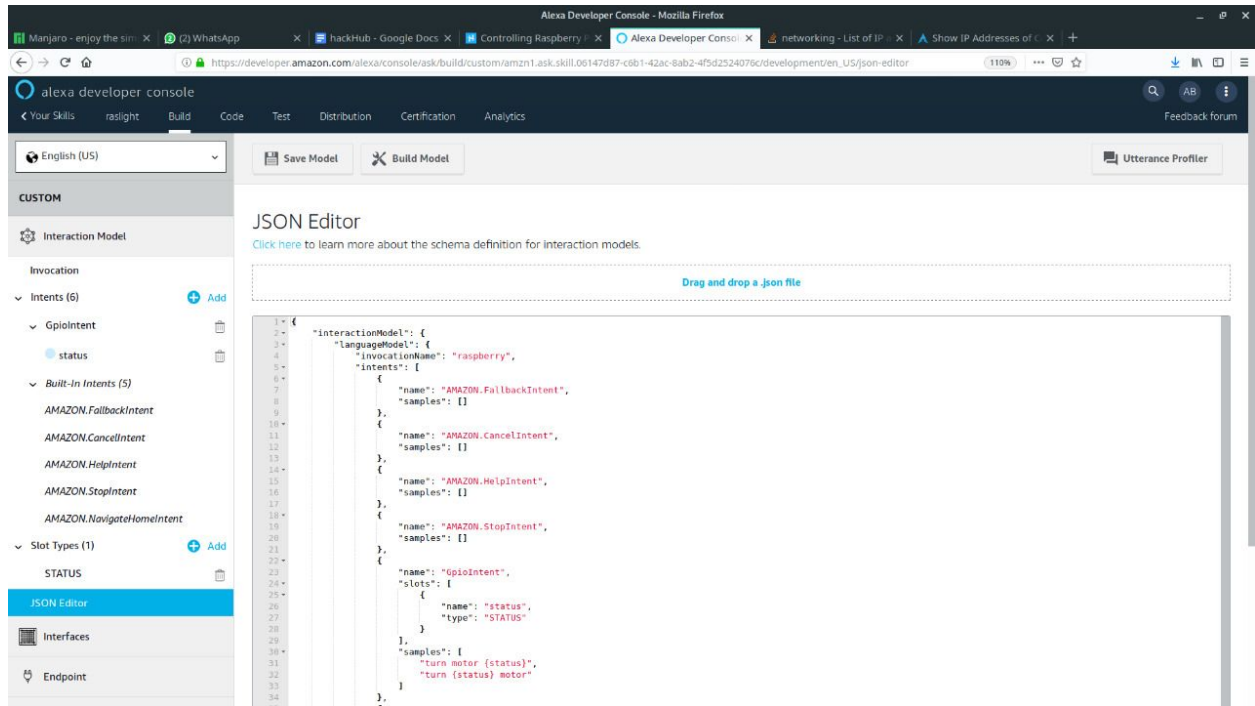 Alexa Developer Console - Mozilla Firefox
Manjaro - enjoy the sim
(2) WhatsApp
hackHub - Google Docs
Controlling Raspberry P
Alexa Developer Consol
networking - List of IP a
Show IP Addresses of C
https://developer.amazon.com/alexa/console/ask/build/custom/amzn1.ask.skill.06147d87-c6b1-42ac-8ab2-4f5d2524076c/development/en_US/json-editor
110%
alexa developer console
AB
Your Skills raslight Build Code Test Distribution Certification Analytics Feedback forum
English (US)
Save Model
Build Model
Utterance Profiler
CUSTOM
Interaction Model
Invocation
Intents (6) Add
GpioIntent
status
Built-In Intents (5)
AMAZON.FallbackIntent
AMAZON.CancelIntent
AMAZON.HelpIntent
AMAZON.StopIntent
AMAZON.NavigateHomeIntent
Slot Types (1) Add
STATUS
JSON Editor
Interfaces
Endpoint
JSON Editor
Click here to learn more about the schema definition for interaction models.
Drag and drop a .json file
1 {
2 "interactionModel": {
3 "languageModel": {
4 "invocationName": "raspberry",
5 "intents": [
6 {
7 "name": "AMAZON.FallbackIntent",
8 "samples": []
9 },
10 {
11 "name": "AMAZON.CancelIntent",
12 "samples": []
13 },
14 {
15 "name": "AMAZON.HelpIntent",
16 "samples": []
17 },
18 {
19 "name": "AMAZON.StopIntent",
20 "samples": []
21 },
22 {
23 "name": "GpioIntent",
24 "slots": [
25 {
26 "name": "status",
27 "type": "STATUS"
28 }
29 ],
30 "samples": [
31 "turn motor {status}",
32 "turn {status} motor"
33 ]
34 },